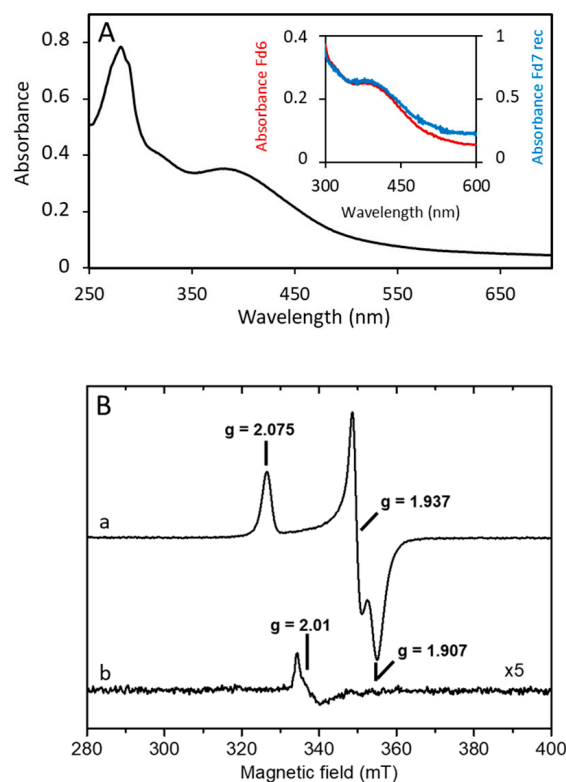 A
Absorbance
0.8
0.6
0.4
0.2
0
250
350
450
550
650
Wavelength (nm)
Absorbance Fd6
0.4
0.2
0
1
0.5
0
Absorbance Fd7 rec
300
450
600
Wavelength (nm)
B
g = 2.075
g = 1.937
a
g = 2.01
g = 1.907
b
x5
280
300
320
340
360
380
400
Magnetic field (mT)